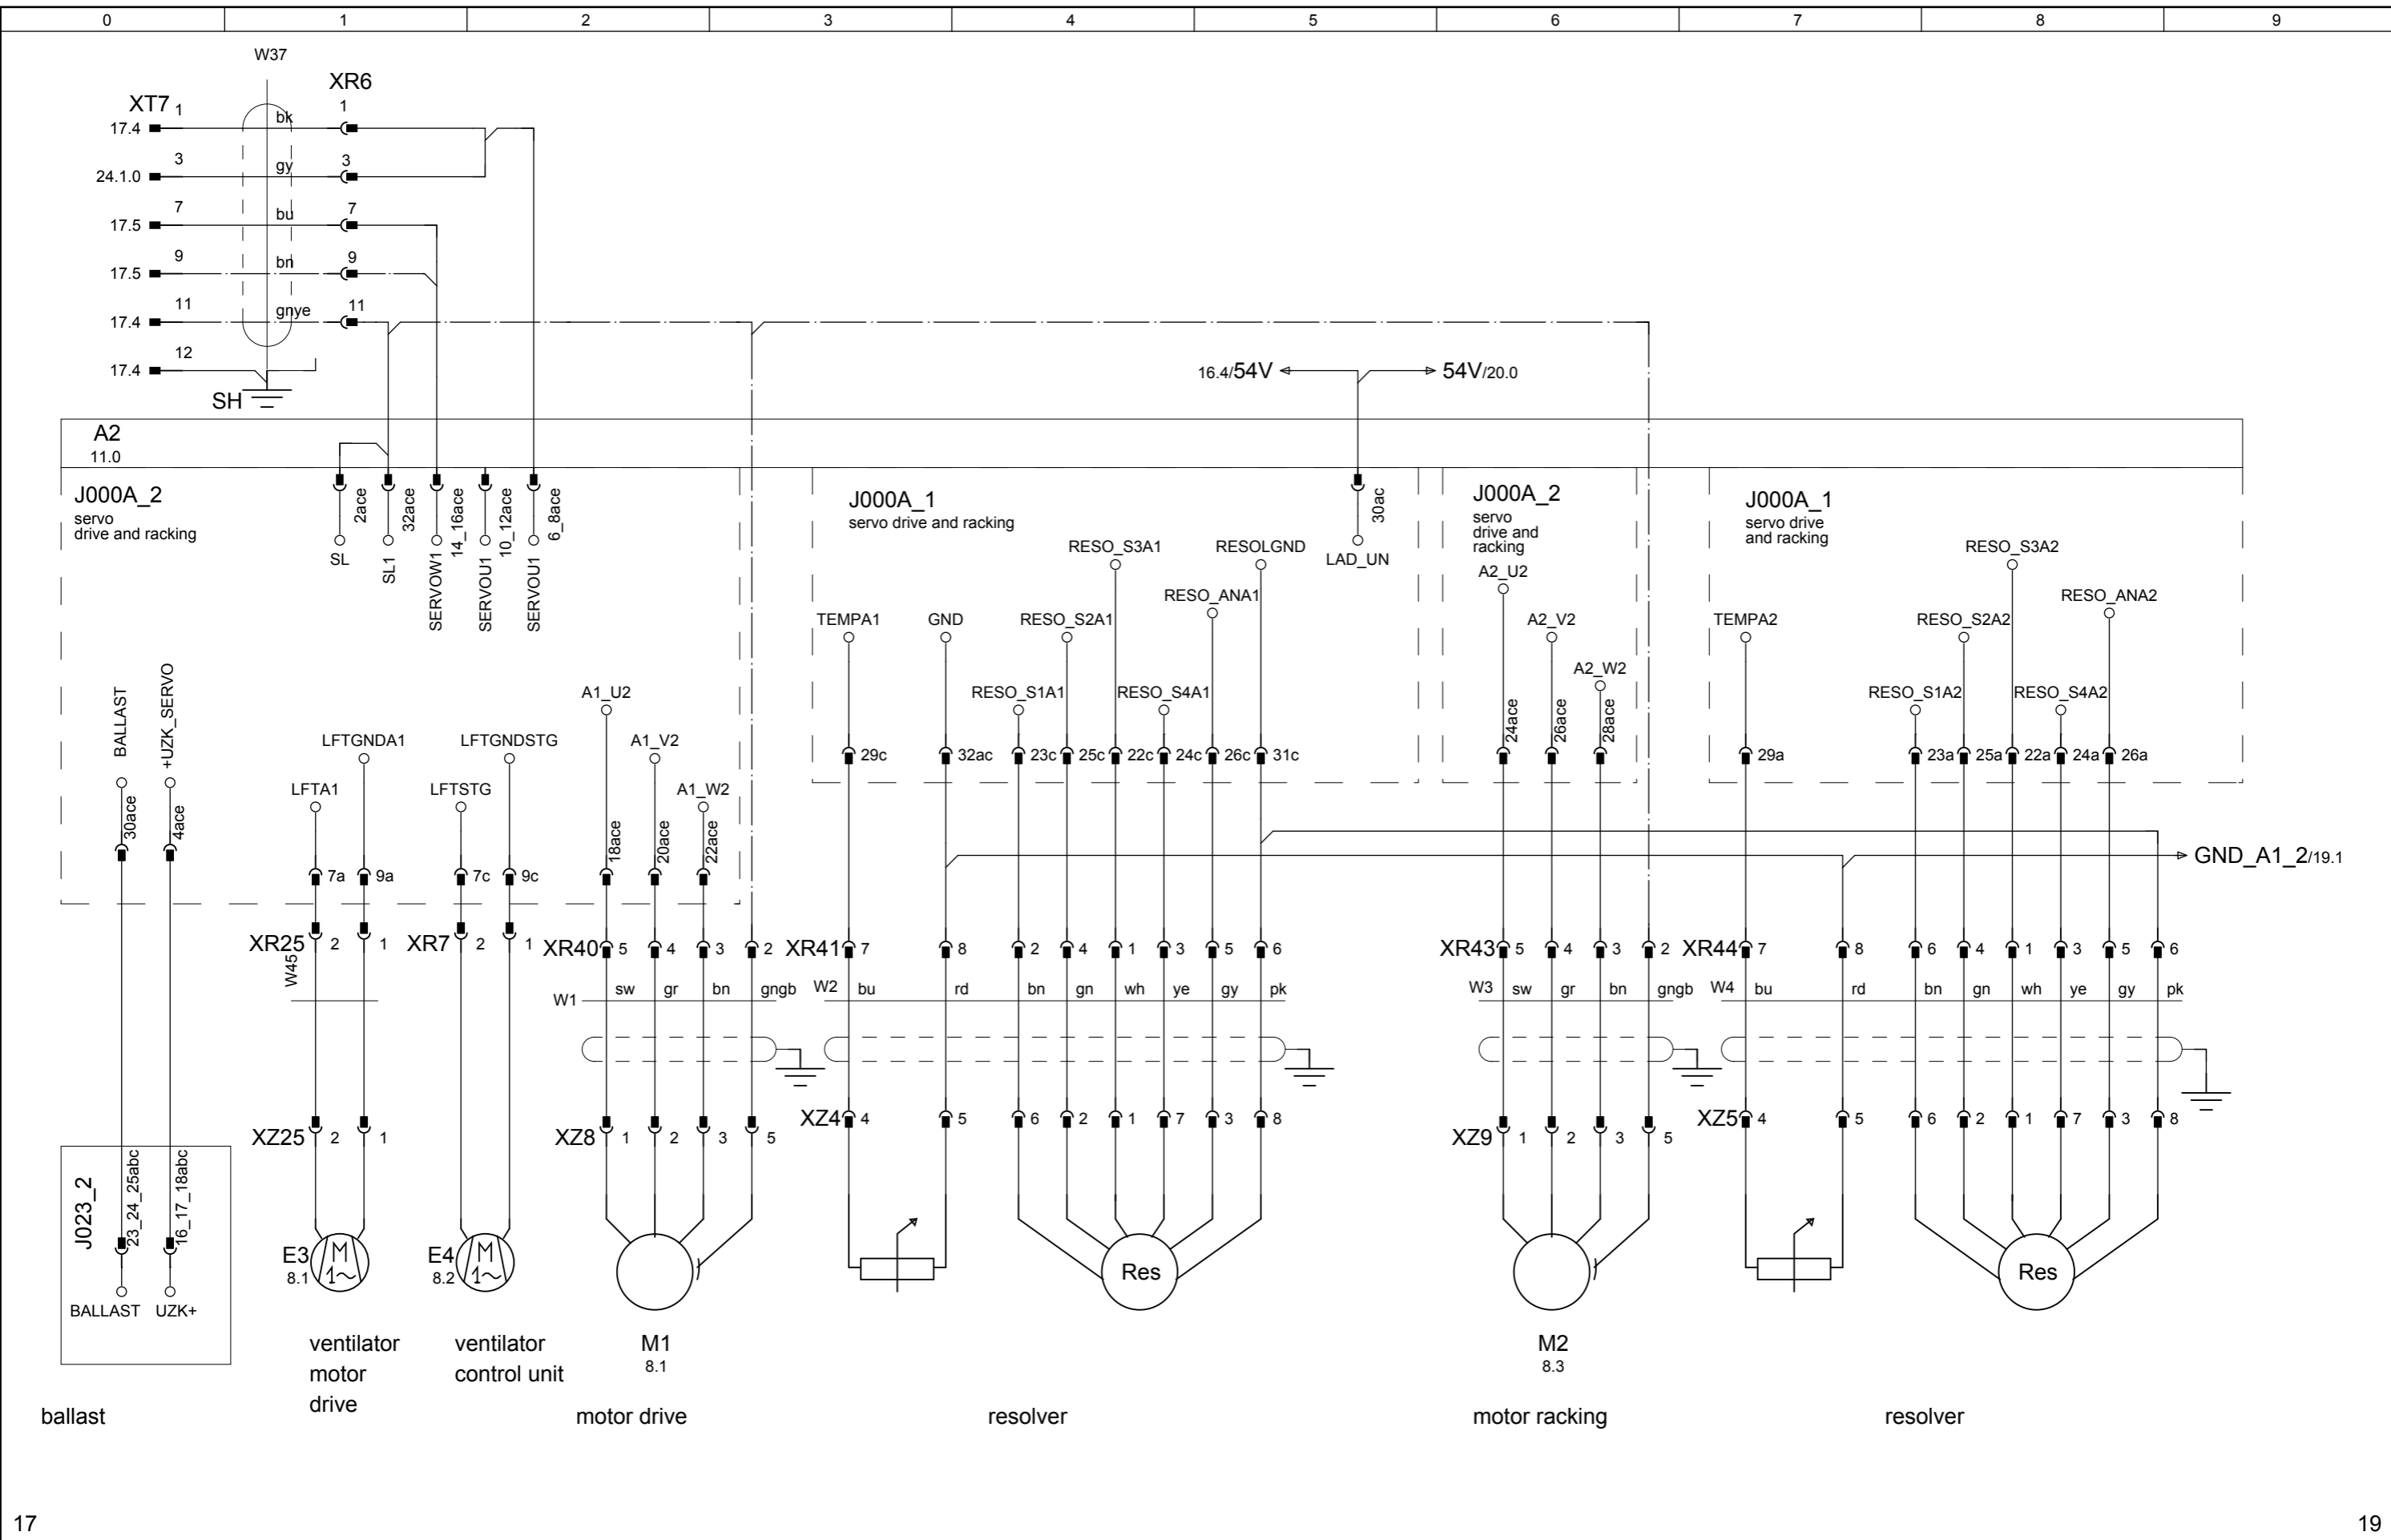 0 1 2 3 4 5 6 7 8 9
W37
XR6
XT7 1 1
17.4 bk
3 gy 3
24.1.0
7 bu 7
17.5
9 bn 9
17.5
11 gnye 11
17.4
12
17.4
SH
16.4/54V 54V/20.0
A2
11.0
J000A_2
servo
drive and racking
2ace 32ace 14_16ace 10_12ace 6_8ace
SL SL1 SERVOW1 SERVOU1 SERVOU1
J000A_1
servo drive and racking
30ac
LAD_UN
J000A_2
servo
drive and
racking
J000A_1
servo drive
and racking
RESO_S3A1 RESOLGND RESO_S3A2
A2_U2
RESO_ANA1 RESO_ANA2
TEMPA1 GND RESO_S2A1 A2_V2 TEMPA2 RESO_S2A2
A2_W2
BALLAST +UZK_SERVO
A1_U2 RESO_S1A1 RESO_S4A1 RESO_S1A2 RESO_S4A2
24ace 26ace 28ace
LFTGNDA1 LFTGNDSTG A1_V2
29c 32ac 23c 25c 22c 24c 26c 31c 29a 23a 25a 22a 24a 26a
LFTA1 LFTSTG A1_W2
30ace 4ace 18ace 20ace 22ace
GND_A1_2/19.1
7a 9a 7c 9c
XR25 2 1 XR7 2 1 XR40 5 4 3 2 XR41 7 8 2 4 1 3 5 6 XR43 5 4 3 2 XR44 7 8 6 4 1 3 5 6
W45
W1 sw gr bn gngb W2 bu rd bn gn wh ye gy pk W3 sw gr bn gngb W4 bu rd bn gn wh ye gy pk
XZ25 2 1 XZ8 1 2 3 5 XZ4 4 5 6 2 1 7 3 8 XZ9 1 2 3 5 XZ5 4 5 6 2 1 7 3 8
J023_2 23_24_25abc 16_17_18abc
E3 M E4 M
8.1 1~ 8.2 1~
Res Res
BALLAST UZK+
ventilator
motor
drive
ventilator
control unit
M1
8.1
M2
8.3
ballast motor drive resolver motor racking resolver
17 19